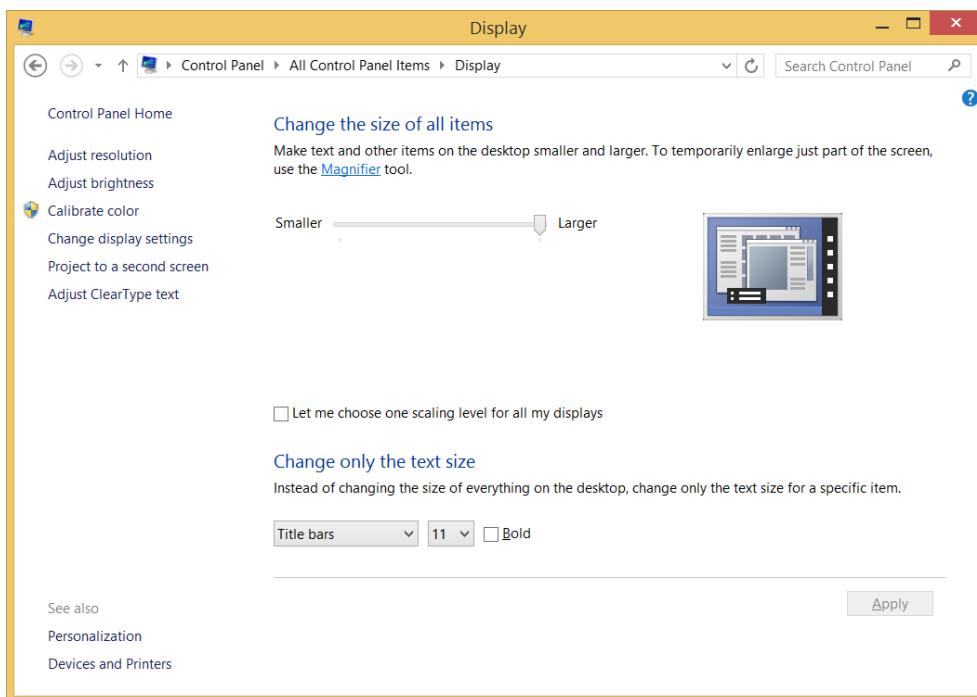 Display
Control Panel All Control Panel Items Display
Search Control Panel
Control Panel Home
Adjust resolution
Adjust brightness
Calibrate color
Change display settings
Project to a second screen
Adjust ClearType text
Change the size of all items
Make text and other items on the desktop smaller and larger. To temporarily enlarge just part of the screen,
use the Magnifier tool.
Smaller Larger
Let me choose one scaling level for all my displays
Change only the text size
Instead of changing the size of everything on the desktop, change only the text size for a specific item.
Title bars 11 Bold
Apply
See also
Personalization
Devices and Printers